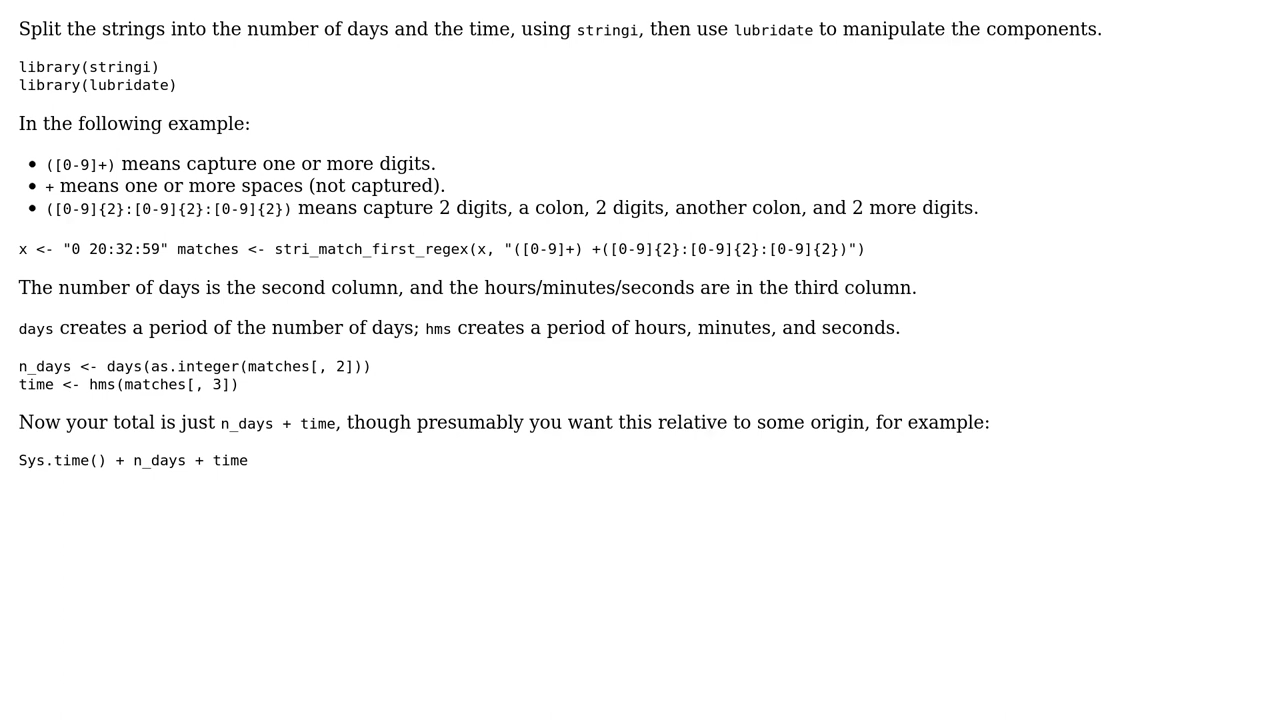 Split the strings into the number of days and the time, using stringi, then use lubridate to manipulate the components.
library(stringi)
library(lubridate)
In the following example:
• ([0-9]+) means capture one or more digits.
• + means one or more spaces (not captured).
• ([0-9]{2}:[0-9]{2}:[0-9]{2}) means capture 2 digits, a colon, 2 digits, another colon, and 2 more digits.
x <- "0 20:32:59" matches <- stri_match_first_regex(x, "([0-9]+) +([0-9]{2}:[0-9]{2}:[0-9]{2})")
The number of days is the second column, and the hours/minutes/seconds are in the third column.
days creates a period of the number of days; hms creates a period of hours, minutes, and seconds.
n_days <- days(as.integer(matches[, 2]))
time <- hms(matches[, 3])
Now your total is just n_days + time, though presumably you want this relative to some origin, for example:
Sys.time() + n_days + time